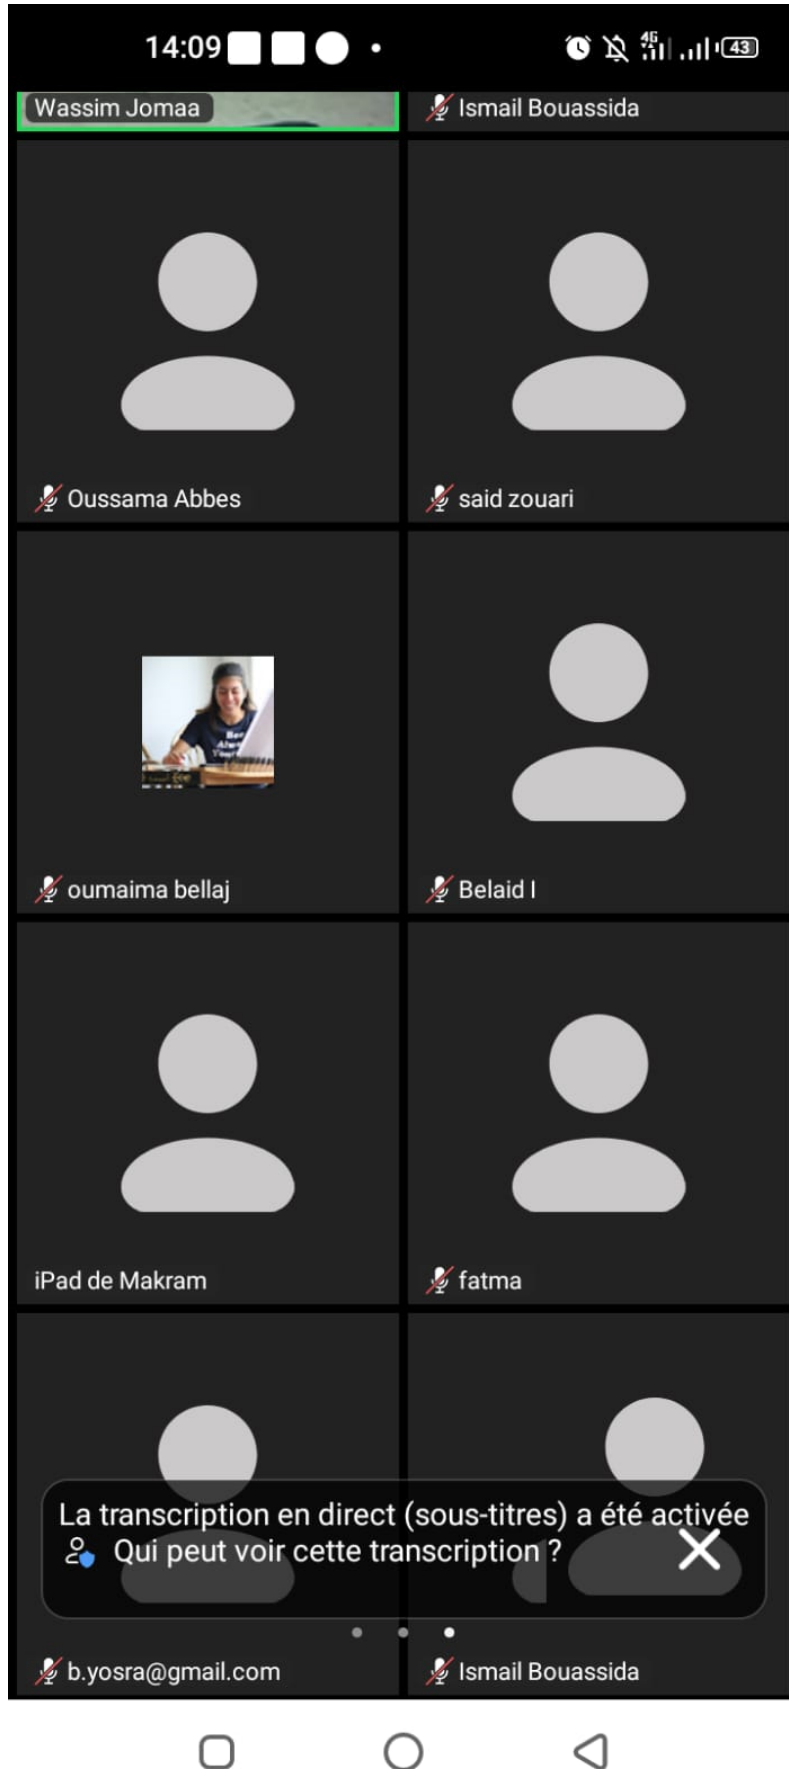 14:09
4G
43
Wassim Jomaa
Ismail Bouassida
Oussama Abbes
said zouari
oumaima bellaj
Belaid I
iPad de Makram
fatma
La transcription en direct (sous-titres) a été activée
Qui peut voir cette transcription ?
b.yosra@gmail.com
Ismail Bouassida